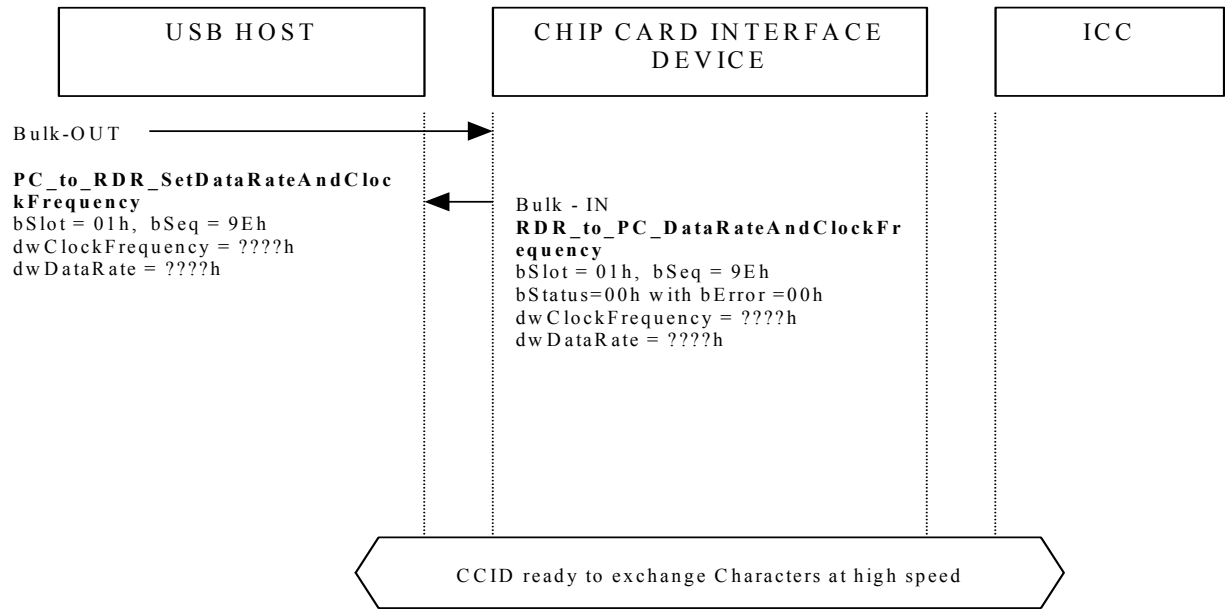 USB HOST
CHIP CARD INTERFACE
DEVICE
ICC
Bulk-OUT
PC_to_RDR_SetDataRateAndCloc
kFrequency
bSlot = 01h, bSeq = 9Eh
dwClockFrequency = ????h
dwDataRate = ????h
Bulk - IN
RDR_to_PC_DataRateAndClockFr
equency
bSlot = 01h, bSeq = 9Eh
bStatus=00h with bError =00h
dwClockFrequency = ????h
dwDataRate = ????h
CCID ready to exchange Characters at high speed